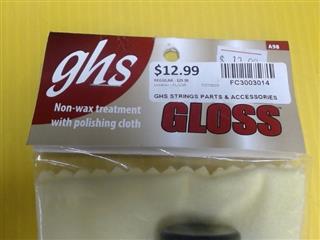 A98
ghs
$12.99
FC3003014
GHS STRINGS PARTS & ACCESSORIES
Non-wax treatment
with polishing cloth
GLOSS